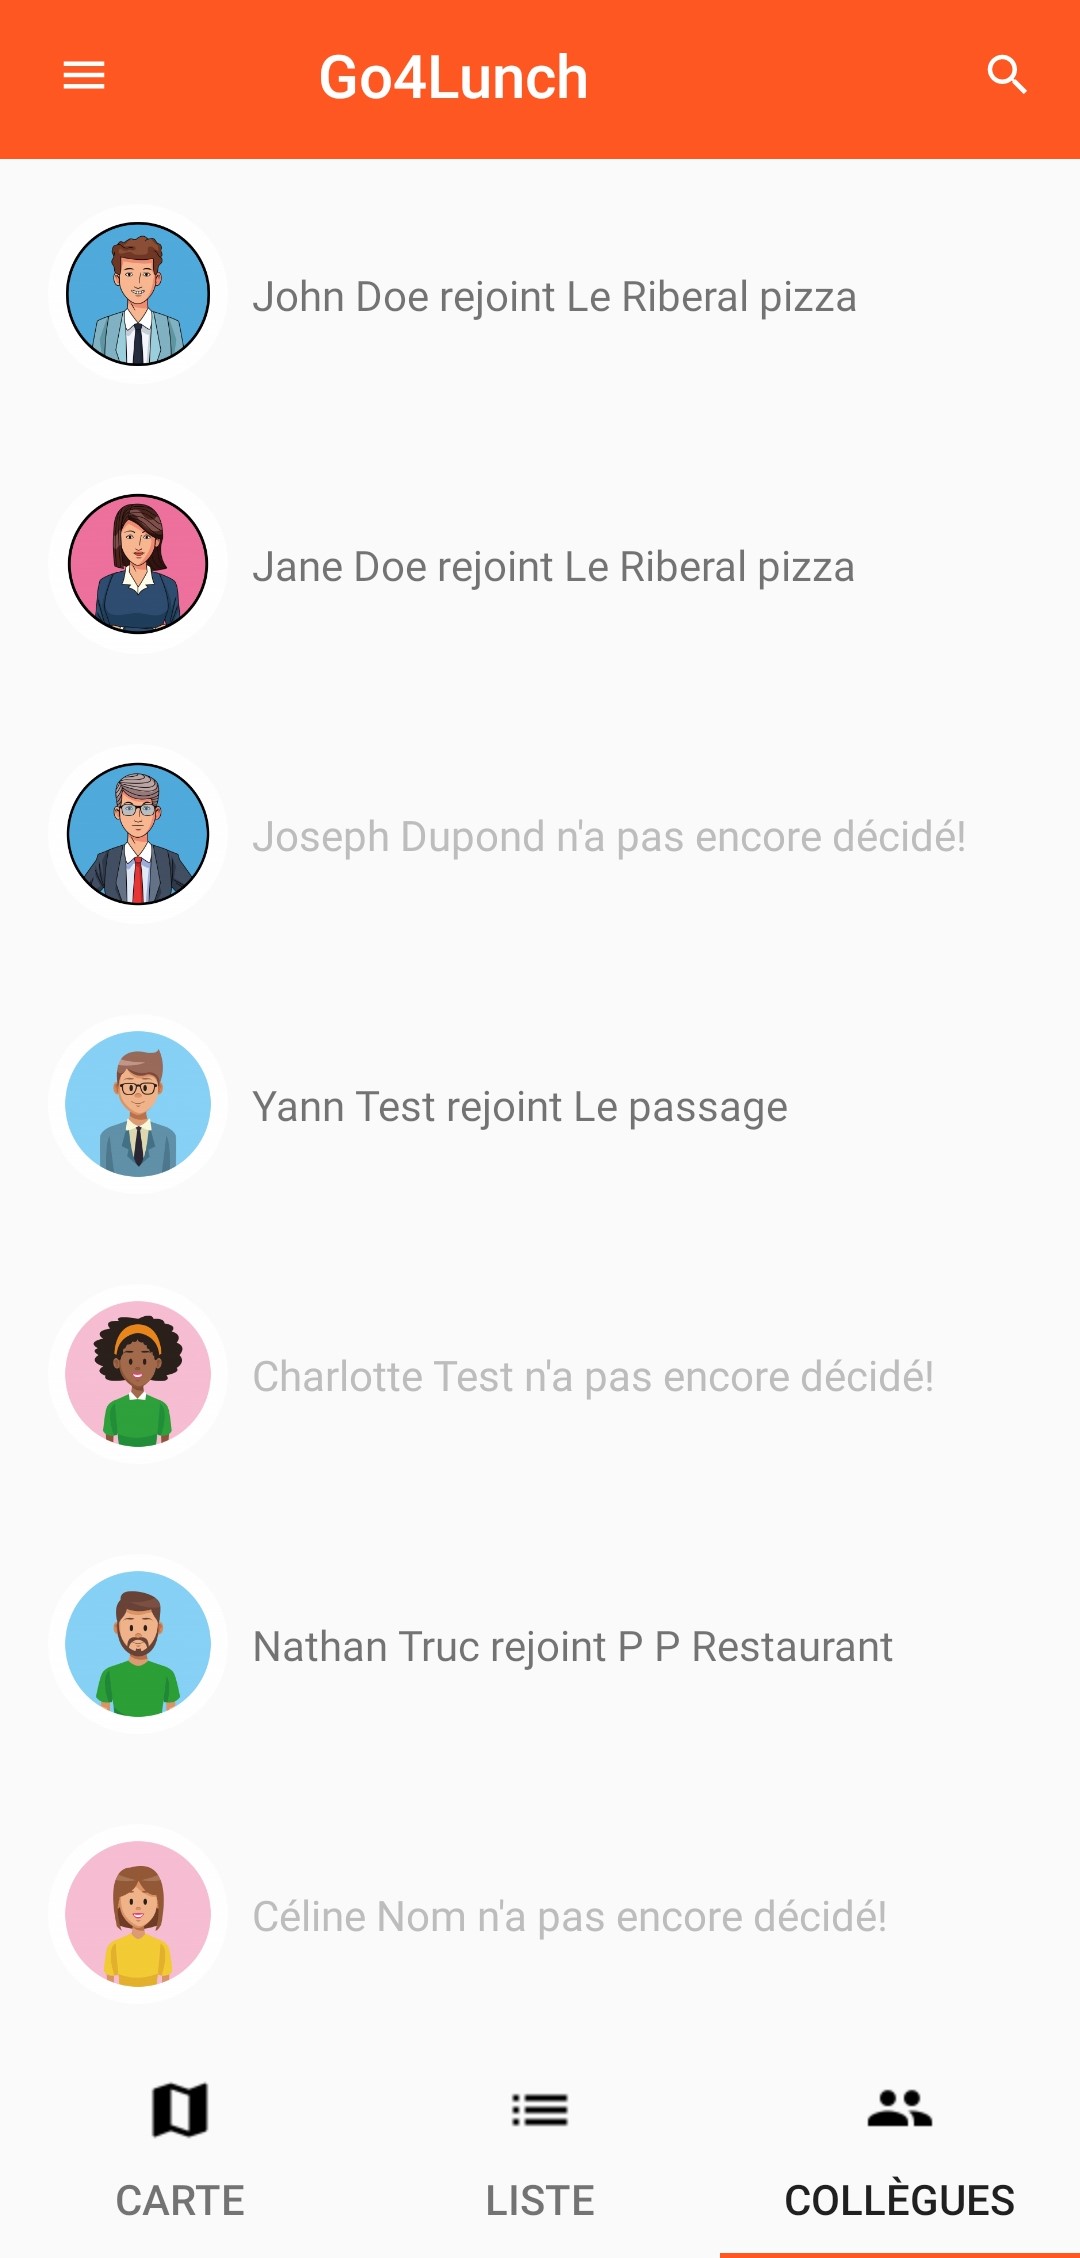 Go4Lunch
John Doe rejoint Le Riberal pizza
Jane Doe rejoint Le Riberal pizza
Joseph Dupond n'a pas encore décidé!
Yann Test rejoint Le passage
Charlotte Test n'a pas encore décidé!
Nathan Truc rejoint P P Restaurant
Céline Nom n'a pas encore décidé!
CARTE
LISTE
COLLÈGUES